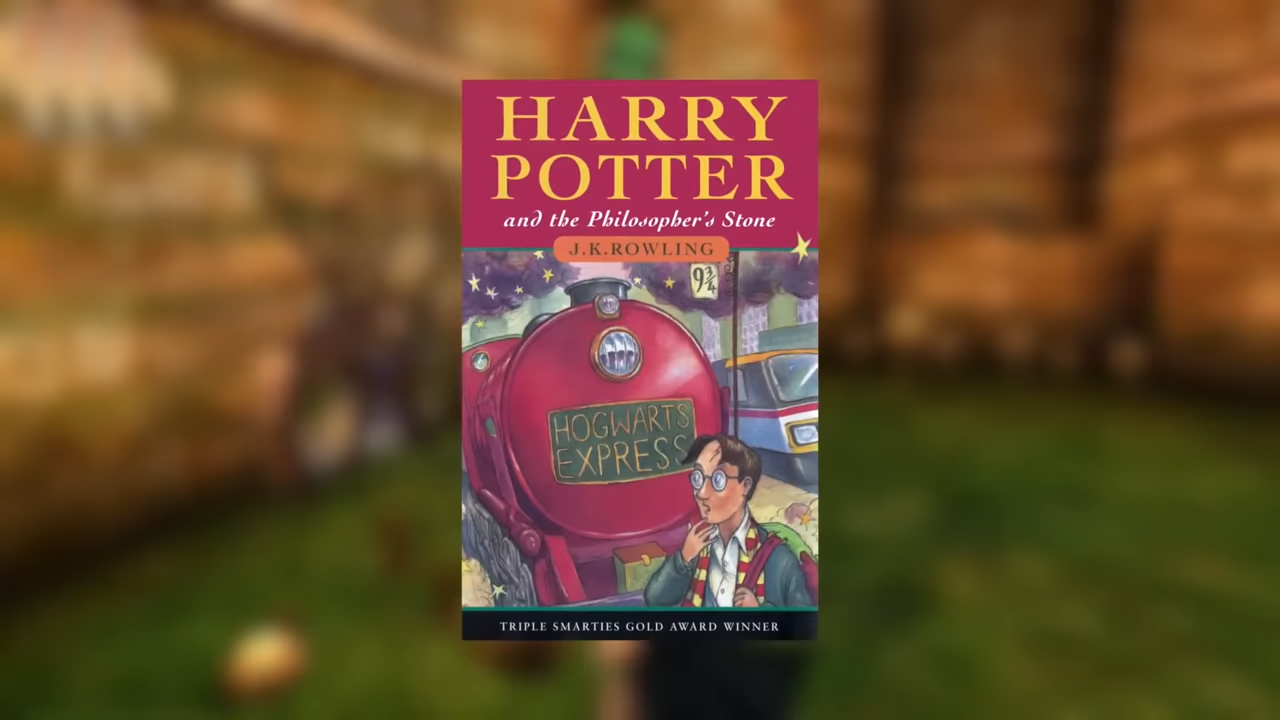 HARRY
POTTER
and the Philosopher's Stone
J.K.ROWLING
9¾
HOGWARTS
EXPRESS
TRIPLE SMARTIES GOLD AWARD WINNER